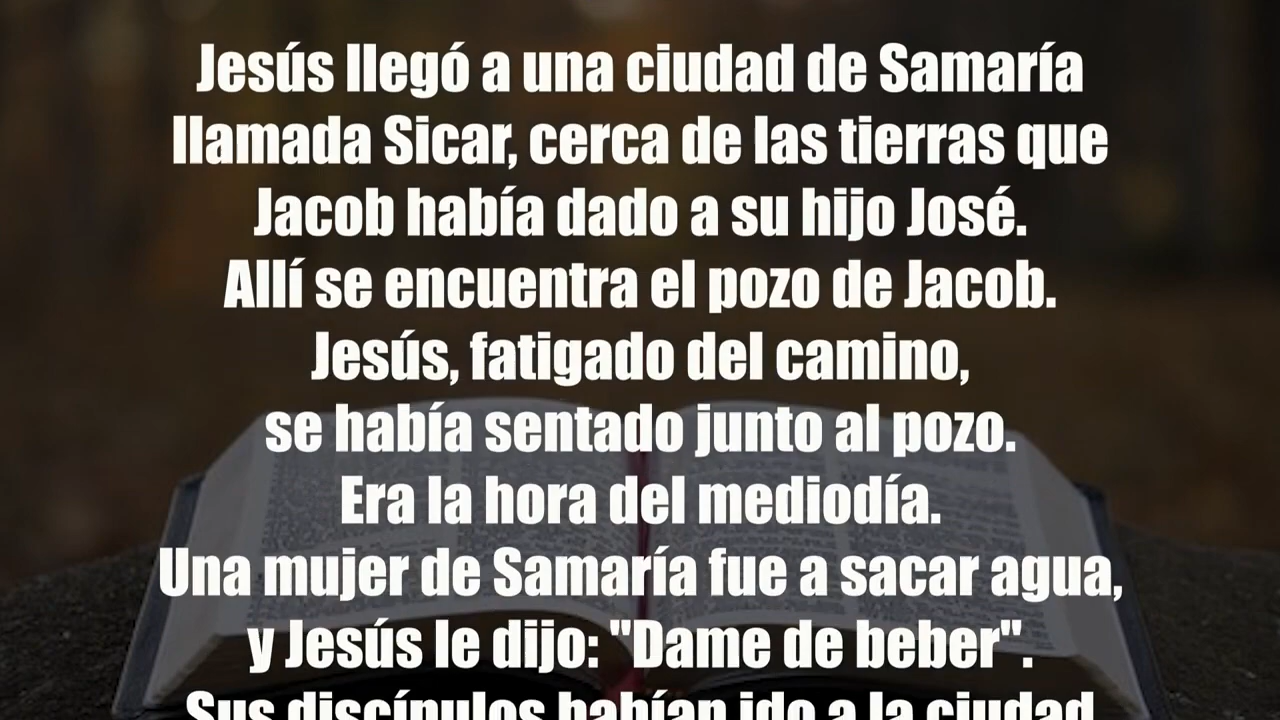 Jesús llegó a una ciudad de Samaría
llamada Sicar, cerca de las tierras que
Jacob había dado a su hijo José.
Allí se encuentra el pozo de Jacob.
Jesús, fatigado del camino,
se había sentado junto al pozo.
Era la hora del mediodía.
Una mujer de Samaría fue a sacar agua,
y Jesús le dijo: "Dame de beber".
Sus discípulos habían ido a la ciudad